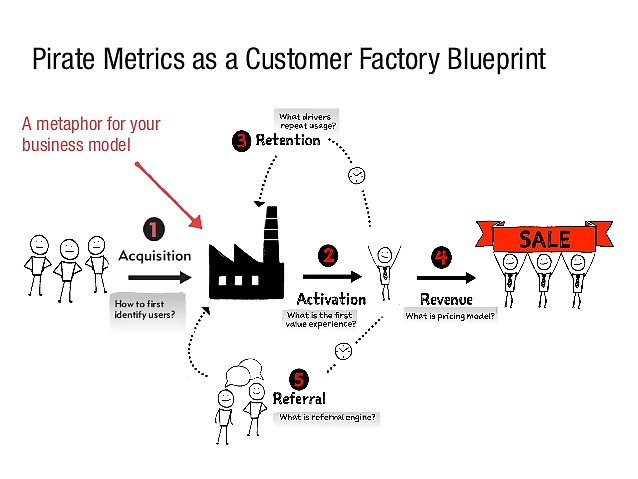 Pirate Metrics as a Customer Factory Blueprint
A metaphor for your
business model
What drivers
repeat usage?
3 Retention
1
Acquisition
How to first
identify users?
2
Activation
What is the first
value experience?
4
Revenue
What is pricing model?
SALE
5
Referral
What is referral engine?